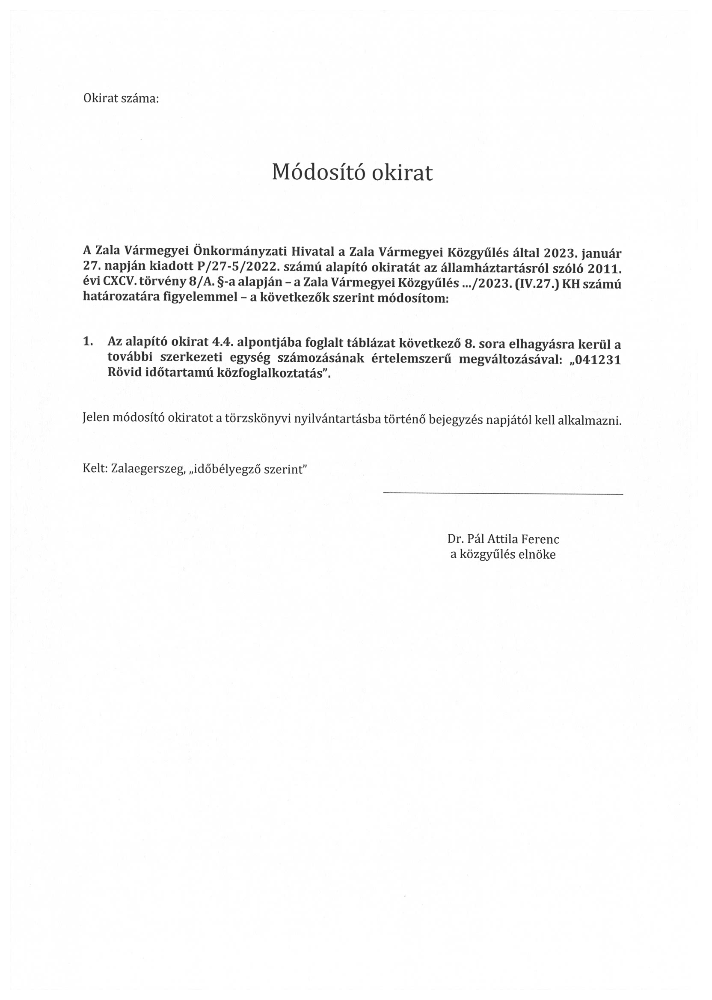 Okirat száma:
Módosító okirat
A Zala Vármegyei Önkormányzati Hivatal a Zala Vármegyei Közgyűlés által 2023. január
27. napján kiadott P/27-5/2022. számú alapító okiratát az államháztartásról szóló 2011.
évi CXCV. törvény 8/A. §-a alapján – a Zala Vármegyei Közgyűlés .../2023. (IV.27.) KH számú
határozatára figyelemmel – a következők szerint módosítom:
1. Az alapító okirat 4.4. alpontjába foglalt táblázat következő 8. sora elhagyásra kerül a
további szerkezeti egység számozásának értelemszerű megváltozásával: „041231
Rövid időtartamú közfoglalkoztatás”.
Jelen módosító okiratot a törzskönyvi nyilvántartásba történő bejegyzés napjától kell alkalmazni.
Kelt: Zalaegerszeg, „időbélyegző szerint”
Dr. Pál Attila Ferenc
a közgyűlés elnöke